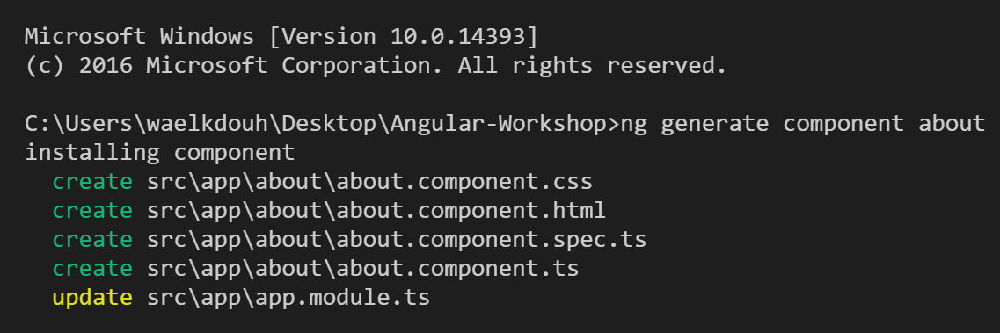 Microsoft Windows [Version 10.0.14393]
(c) 2016 Microsoft Corporation. All rights reserved.
C:\Users\waelkdouh\Desktop\Angular-Workshop>ng generate component about
installing component
create src\app\about\about.component.css
create src\app\about\about.component.html
create src\app\about\about.component.spec.ts
create src\app\about\about.component.ts
update src\app\app.module.ts